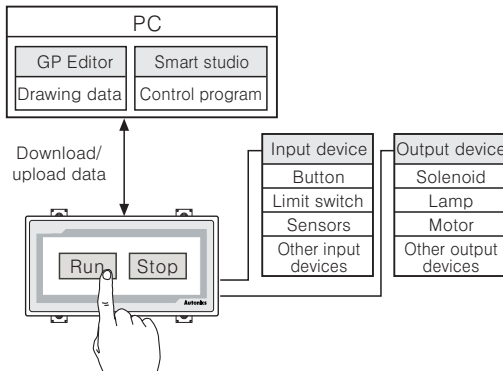 PC
GP Editor
Drawing data
Smart studio
Control program
Download/
upload data
Run
Stop
Autonics
Input device
Button
Limit switch
Sensors
Other input
devices
Output device
Solenoid
Lamp
Motor
Other output
devices